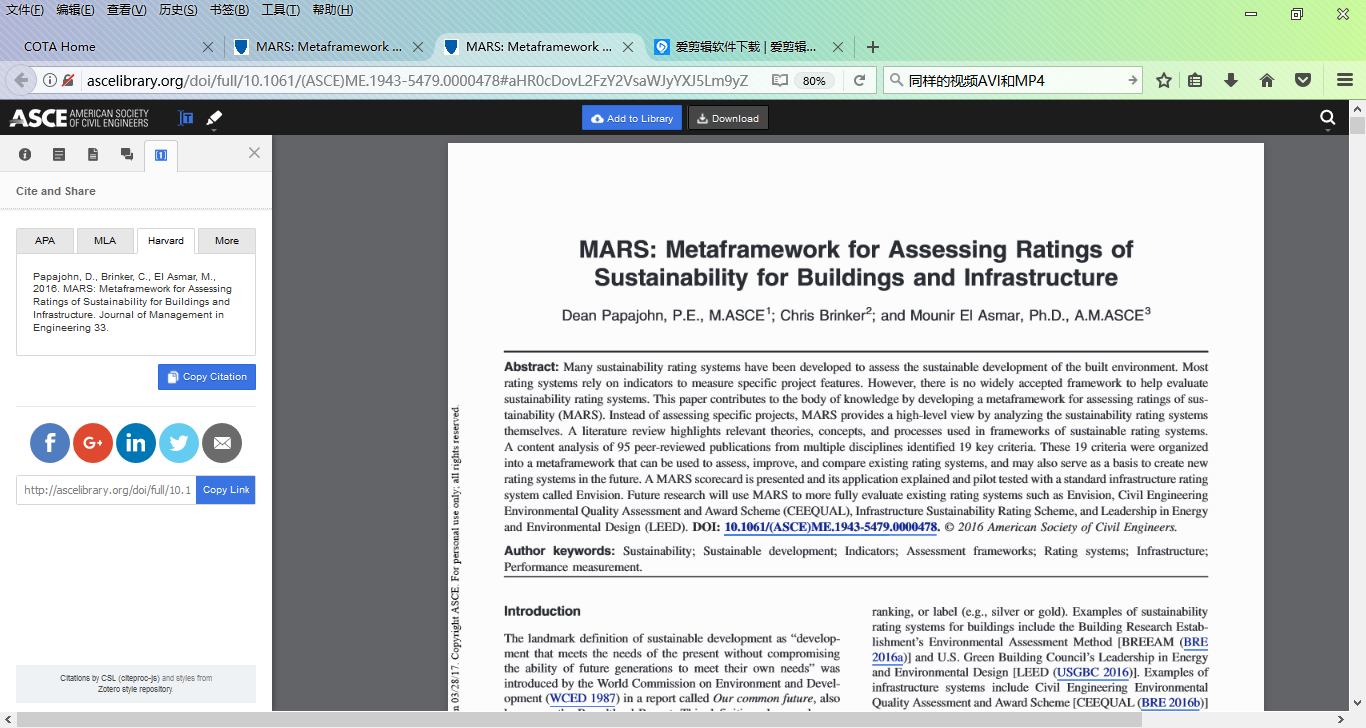 文件(F) 编辑(E) 查看(V) 历史(S) 书签(B) 工具(T) 帮助(H)
COTA Home
MARS: Metaframework ...
MARS: Metaframework ...
爱剪辑软件下载 | 爱剪辑...
ascelibrary.org/doi/full/10.1061/(ASCE)ME.1943-5479.0000478#aHR0cDovL2FzY2VsaWJyYXJ5Lm9yZ
80%
同样的视频AVI和MP4
ASCE AMERICAN SOCIETY
OF CIVIL ENGINEERS
Add to Library
Download
Cite and Share
APA MLA Harvard More
Papajohn, D., Brinker, C., El Asmar, M.,
2016. MARS: Metaframework for Assessing
Ratings of Sustainability for Buildings and
Infrastructure. Journal of Management in
Engineering 33.
Copy Citation
http://ascelibrary.org/doi/full/10.1
Copy Link
Citations by CSL (citeproc-js) and styles from
Zotero style repository.
n 03/28/17. Copyright ASCE. For personal use only; all rights reserved.
MARS: Metaframework for Assessing Ratings of
Sustainability for Buildings and Infrastructure
Dean Papajohn, P.E., M.ASCE1; Chris Brinker2; and Mounir El Asmar, Ph.D., A.M.ASCE3
Abstract: Many sustainability rating systems have been developed to assess the sustainable development of the built environment. Most
rating systems rely on indicators to measure specific project features. However, there is no widely accepted framework to help evaluate
sustainability rating systems. This paper contributes to the body of knowledge by developing a metaframework for assessing ratings of sus-
tainability (MARS). Instead of assessing specific projects, MARS provides a high-level view by analyzing the sustainability rating systems
themselves. A literature review highlights relevant theories, concepts, and processes used in frameworks of sustainable rating systems.
A content analysis of 95 peer-reviewed publications from multiple disciplines identified 19 key criteria. These 19 criteria were organized
into a metaframework that can be used to assess, improve, and compare existing rating systems, and may also serve as a basis to create new
rating systems in the future. A MARS scorecard is presented and its application explained and pilot tested with a standard infrastructure rating
system called Envision. Future research will use MARS to more fully evaluate existing rating systems such as Envision, Civil Engineering
Environmental Quality Assessment and Award Scheme (CEEQUAL), Infrastructure Sustainability Rating Scheme, and Leadership in Energy
and Environmental Design (LEED). DOI: 10.1061/(ASCE)ME.1943-5479.0000478. © 2016 American Society of Civil Engineers.
Author keywords: Sustainability; Sustainable development; Indicators; Assessment frameworks; Rating systems; Infrastructure;
Performance measurement.
Introduction
The landmark definition of sustainable development as “develop-
ment that meets the needs of the present without compromising
the ability of future generations to meet their own needs” was
introduced by the World Commission on Environment and Devel-
opment (WCED 1987) in a report called Our common future, also
ranking, or label (e.g., silver or gold). Examples of sustainability
rating systems for buildings include the Building Research Estab-
lishment’s Environmental Assessment Method [BREEAM (BRE
2016a)] and U.S. Green Building Council’s Leadership in Energy
and Environmental Design [LEED (USGBC 2016)]. Examples of
infrastructure systems include Civil Engineering Environmental
Quality Assessment and Award Scheme [CEEQUAL (BRE 2016b)]